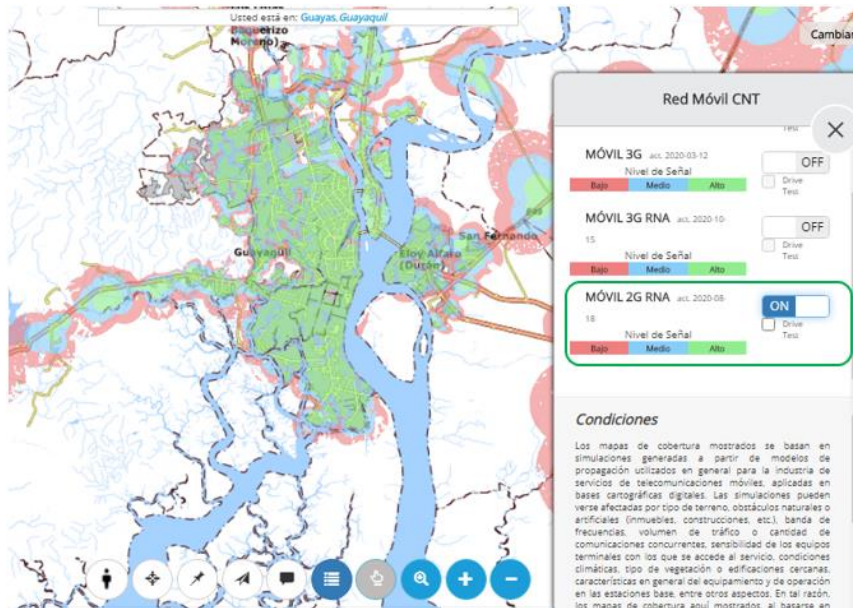 Usted está en: Guayas, Guayaquil
Baquerizo
Moreno)
Cambiar
Guayaquil
Eloy Alfaro
(Durán)
San Fernando
Red Móvil CNT
Test
MÓVIL 3G act. 2020-03-12
OFF
Nivel de Señal
Drive
Test
Bajo Medio Alto
MÓVIL 3G RNA act. 2020-10-
15
OFF
Nivel de Señal
Drive
Test
Bajo Medio Alto
MÓVIL 2G RNA act. 2020-08-
18
ON
Nivel de Señal
Drive
Test
Bajo Medio Alto
Condiciones
Los mapas de cobertura mostrados se basan en
simulaciones generadas a partir de modelos de
propagación utilizados en general para la industria de
servicios de telecomunicaciones móviles, aplicadas en
bases cartográficas digitales. Las simulaciones pueden
verse afectadas por tipo de terreno, obstáculos naturales o
artificiales (inmuebles, construcciones, etc.), banda de
frecuencias, volumen de tráfico o cantidad de
comunicaciones concurrentes, sensibilidad de los equipos
terminales con los que se accede al servicio, condiciones
climáticas, tipo de vegetación o edificaciones cercanas,
características en general del equipamiento y de operación
en las estaciones base, entre otros aspectos. En tal razón,
los mapas de cobertura aquí mostrados, al basarse en